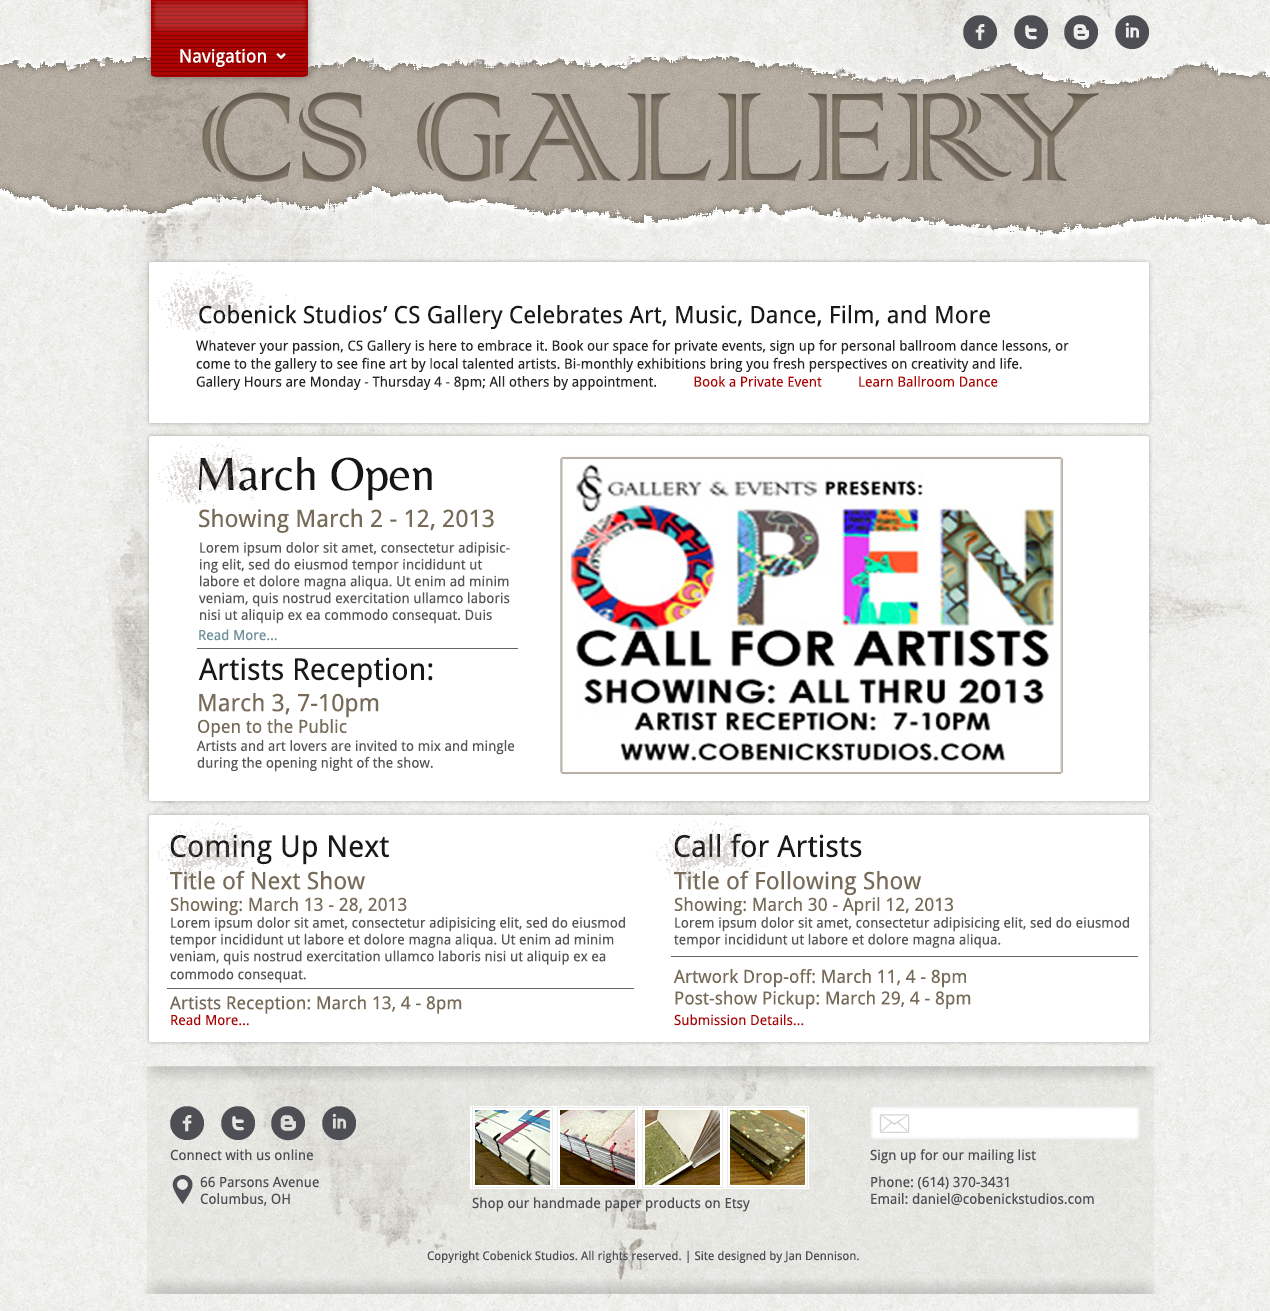 Navigation
CS GALLERY
Cobenick Studios’ CS Gallery Celebrates Art, Music, Dance, Film, and More
Whatever your passion, CS Gallery is here to embrace it. Book our space for private events, sign up for personal ballroom dance lessons, or
come to the gallery to see fine art by local talented artists. Bi-monthly exhibitions bring you fresh perspectives on creativity and life.
Gallery Hours are Monday - Thursday 4 - 8pm; All others by appointment. Book a Private Event Learn Ballroom Dance
March Open
Showing March 2 - 12, 2013
Lorem ipsum dolor sit amet, consectetur adipisic-
ing elit, sed do eiusmod tempor incididunt ut
labore et dolore magna aliqua. Ut enim ad minim
veniam, quis nostrud exercitation ullamco laboris
nisi ut aliquip ex ea commodo consequat. Duis
Read More...
Artists Reception:
March 3, 7-10pm
Open to the Public
Artists and art lovers are invited to mix and mingle
during the opening night of the show.
CS GALLERY & EVENTS PRESENTS:
OPEN
CALL FOR ARTISTS
SHOWING: ALL THRU 2013
ARTIST RECEPTION: 7-10PM
WWW.COBENICKSTUDIOS.COM
Coming Up Next
Title of Next Show
Showing: March 13 - 28, 2013
Lorem ipsum dolor sit amet, consectetur adipisicing elit, sed do eiusmod
tempor incididunt ut labore et dolore magna aliqua. Ut enim ad minim
veniam, quis nostrud exercitation ullamco laboris nisi ut aliquip ex ea
commodo consequat.
Artists Reception: March 13, 4 - 8pm
Read More...
Call for Artists
Title of Following Show
Showing: March 30 - April 12, 2013
Lorem ipsum dolor sit amet, consectetur adipisicing elit, sed do eiusmod
tempor incididunt ut labore et dolore magna aliqua.
Artwork Drop-off: March 11, 4 - 8pm
Post-show Pickup: March 29, 4 - 8pm
Submission Details...
Connect with us online
66 Parsons Avenue
Columbus, OH
Shop our handmade paper products on Etsy
Sign up for our mailing list
Phone: (614) 370-3431
Email: daniel@cobenickstudios.com
Copyright Cobenick Studios. All rights reserved. | Site designed by Jan Dennison.